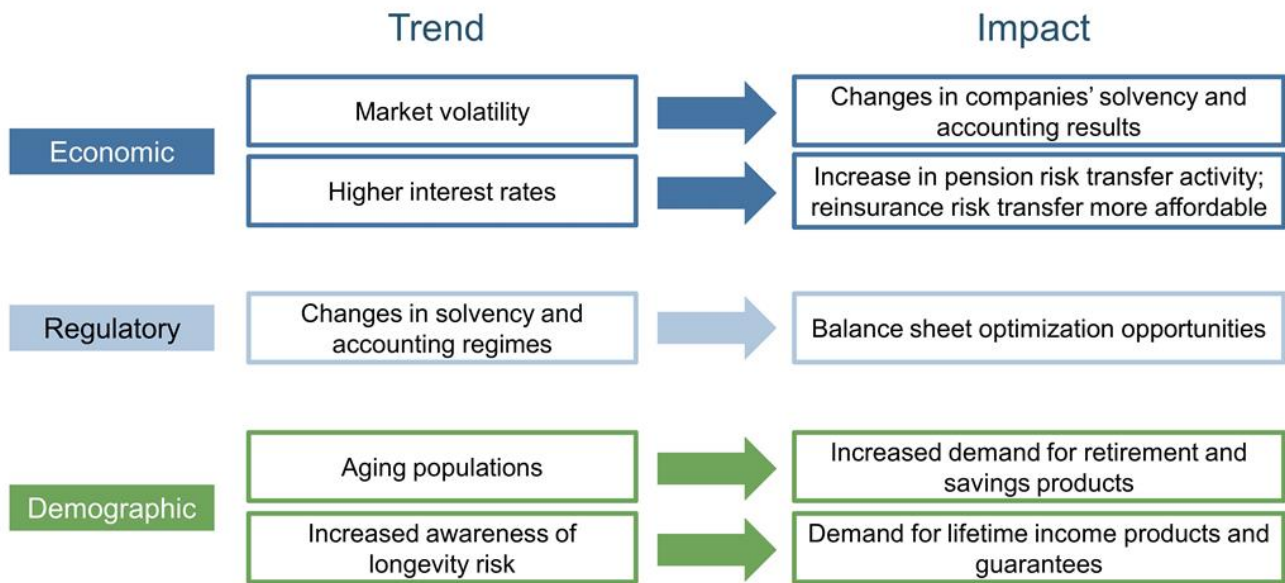 Trend
Impact
Economic
Market volatility
Changes in companies’ solvency and
accounting results
Higher interest rates
Increase in pension risk transfer activity;
reinsurance risk transfer more affordable
Regulatory
Changes in solvency and
accounting regimes
Balance sheet optimization opportunities
Demographic
Aging populations
Increased demand for retirement and
savings products
Increased awareness of
longevity risk
Demand for lifetime income products and
guarantees